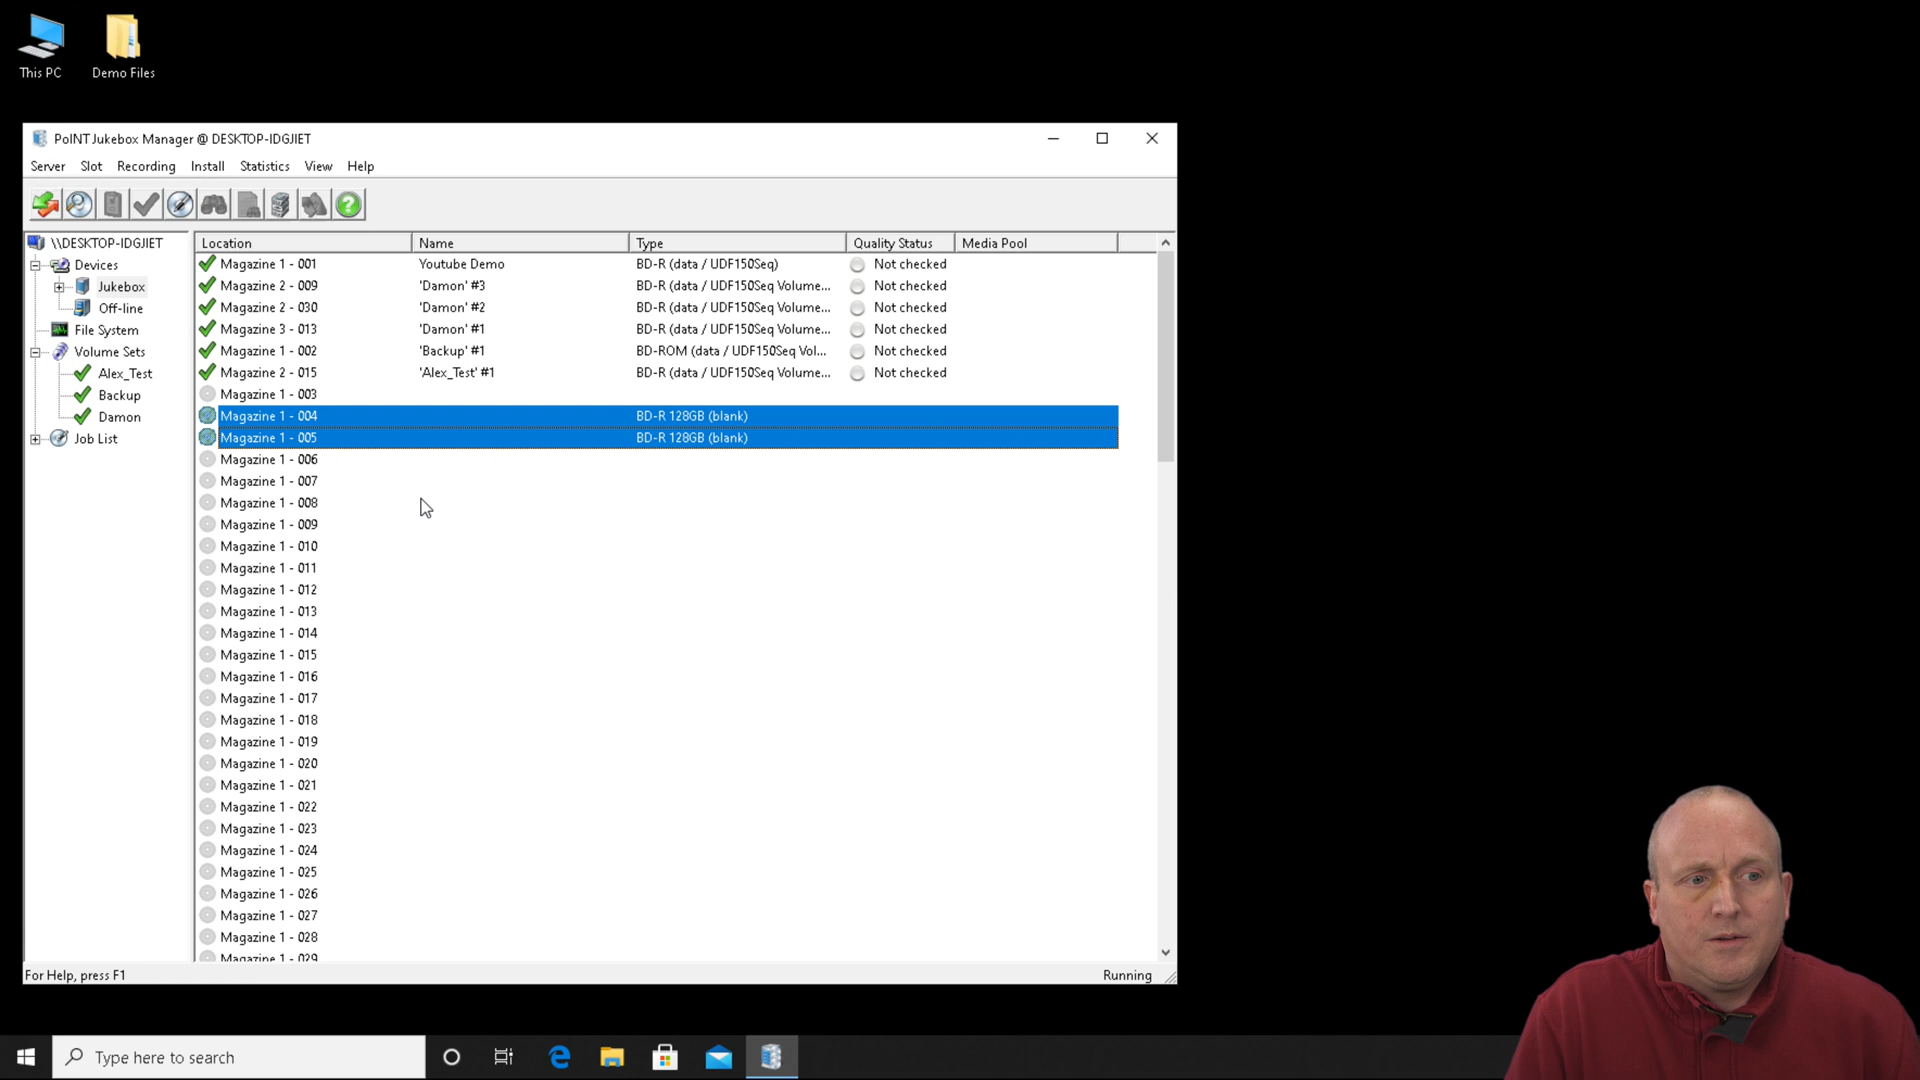 This PC
Demo Files
PoINT Jukebox Manager @ DESKTOP-IDGJIET
Server Slot Recording Install Statistics View Help
\\DESKTOP-IDGJIET
Devices
Jukebox
Off-line
File System
Volume Sets
Alex_Test
Backup
Damon
Job List
Location Name Type Quality Status Media Pool
Magazine 1 - 001 Youtube Demo BD-R (data / UDF150Seq) Not checked
Magazine 2 - 009 'Damon' #3 BD-R (data / UDF150Seq Volume... Not checked
Magazine 2 - 030 'Damon' #2 BD-R (data / UDF150Seq Volume... Not checked
Magazine 3 - 013 'Damon' #1 BD-R (data / UDF150Seq Volume... Not checked
Magazine 1 - 002 'Backup' #1 BD-ROM (data / UDF150Seq Vol... Not checked
Magazine 2 - 015 'Alex_Test' #1 BD-R (data / UDF150Seq Volume... Not checked
Magazine 1 - 003
Magazine 1 - 004 BD-R 128GB (blank)
Magazine 1 - 005 BD-R 128GB (blank)
Magazine 1 - 006
Magazine 1 - 007
Magazine 1 - 008
Magazine 1 - 009
Magazine 1 - 010
Magazine 1 - 011
Magazine 1 - 012
Magazine 1 - 013
Magazine 1 - 014
Magazine 1 - 015
Magazine 1 - 016
Magazine 1 - 017
Magazine 1 - 018
Magazine 1 - 019
Magazine 1 - 020
Magazine 1 - 021
Magazine 1 - 022
Magazine 1 - 023
Magazine 1 - 024
Magazine 1 - 025
Magazine 1 - 026
Magazine 1 - 027
Magazine 1 - 028
Magazine 1 - 029
For Help, press F1 Running
Type here to search